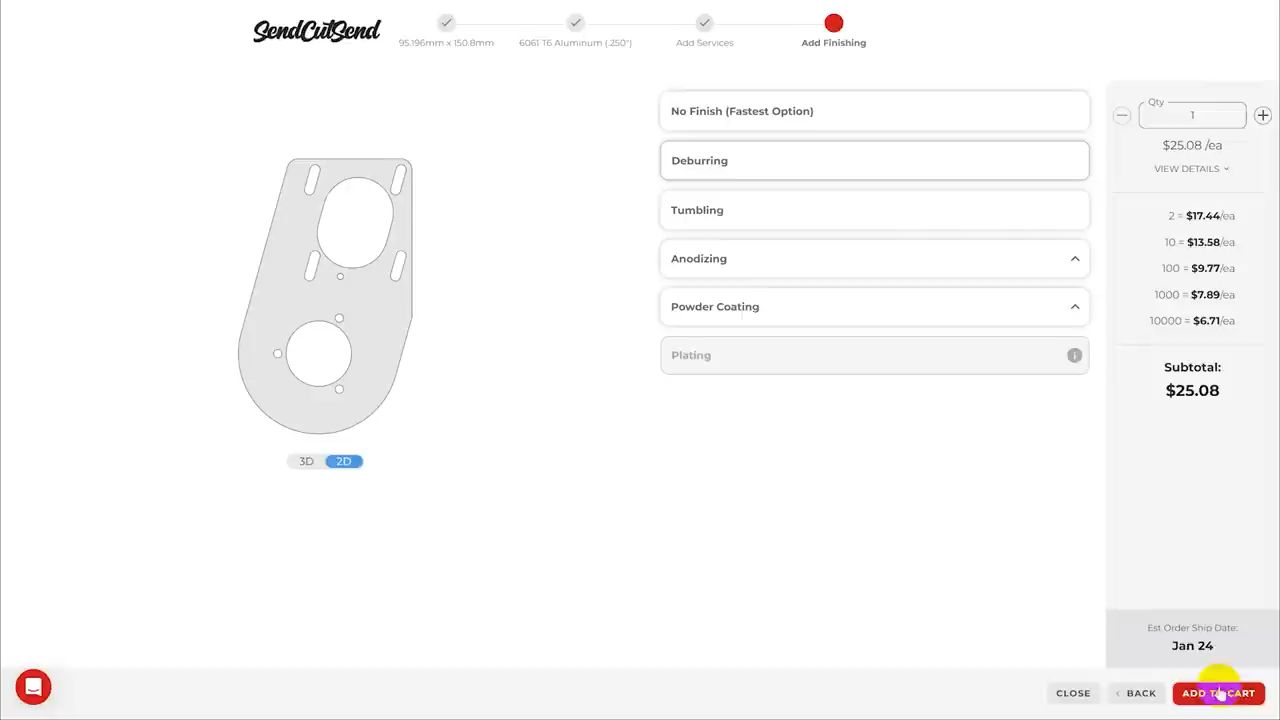 SendCutSend
95.196mm x 150.8mm
6061 T6 Aluminum (.250")
Add Services
Add Finishing
No Finish (Fastest Option)
Deburring
Tumbling
Anodizing
Powder Coating
Plating
3D 2D
Qty
1
$25.08 /ea
VIEW DETAILS
2 = $17.44/ea
10 = $13.58/ea
100 = $9.77/ea
1000 = $7.89/ea
10000 = $6.71/ea
Subtotal:
$25.08
Est Order Ship Date:
Jan 24
CLOSE
BACK
ADD TO CART